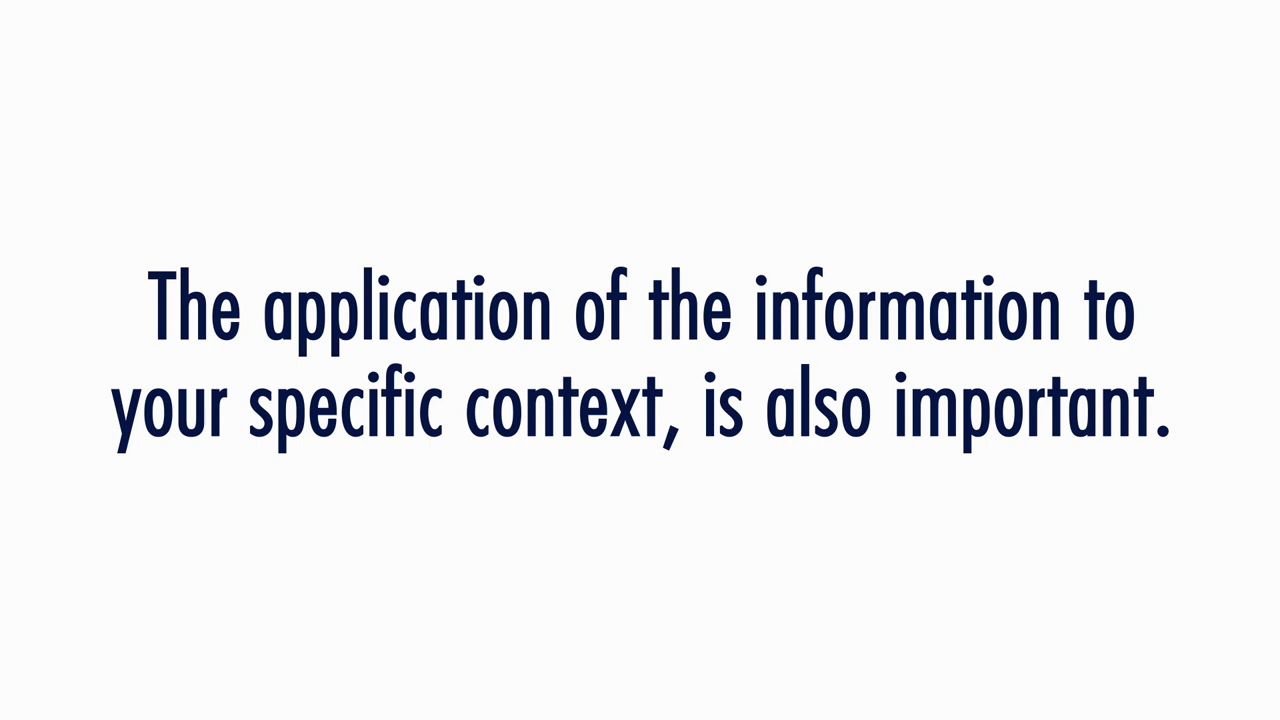 The application of the information to
your specific context, is also important.